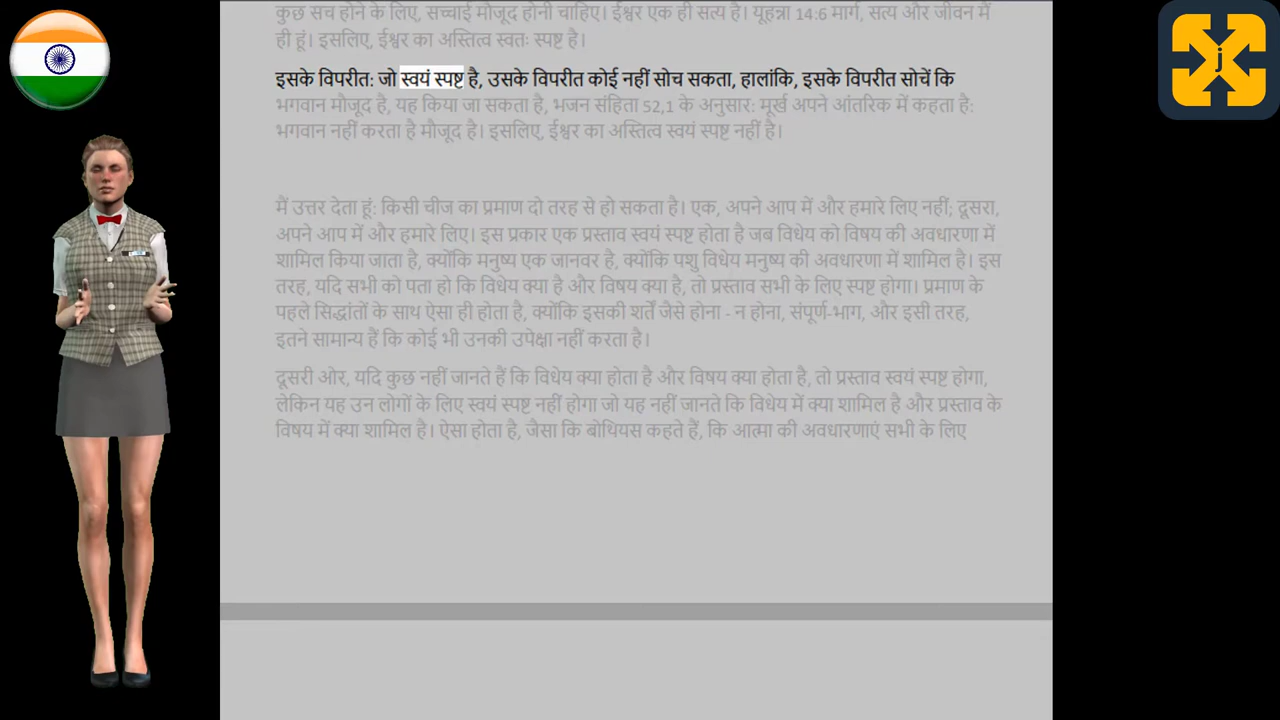 कुछ सच होने के लिए, सच्चाई मौजूद होनी चाहिए। ईश्वर एक ही सत्य है। यूहन्ना 14:6 मार्ग, सत्य और जीवन में
ही हूं। इसलिए, ईश्वर का अस्तित्व स्वतः स्पष्ट है।
इसके विपरीत: जो स्वयं स्पष्ट है, उसके विपरीत कोई नहीं सोच सकता, हालांकि, इसके विपरीत सोचें कि
भगवान मौजूद है, यह किया जा सकता है, भजन संहिता 52,1 के अनुसार: मूर्ख अपने आंतरिक में कहता है:
भगवान नहीं करता है मौजूद है। इसलिए, ईश्वर का अस्तित्व स्वयं स्पष्ट नहीं है।
मैं उत्तर देता हूं: किसी चीज का प्रमाण दो तरह से हो सकता है। एक, अपने आप में और हमारे लिए नहीं; दूसरा,
अपने आप में और हमारे लिए। इस प्रकार एक प्रस्ताव स्वयं स्पष्ट होता है जब विधेय को विषय की अवधारणा में
शामिल किया जाता है, क्योंकि मनुष्य एक जानवर है, क्योंकि पशु विधेय मनुष्य की अवधारणा में शामिल है। इस
तरह, यदि सभी को पता हो कि विधेय क्या है और विषय क्या है, तो प्रस्ताव सभी के लिए स्पष्ट होगा। प्रमाण के
पहले सिद्धांतों के साथ ऐसा ही होता है, क्योंकि इसकी शर्तें जैसे होना - न होना, संपूर्ण-भाग, और इसी तरह,
इतने सामान्य हैं कि कोई भी उनकी उपेक्षा नहीं करता है।
दूसरी ओर, यदि कुछ नहीं जानते हैं कि विधेय क्या होता है और विषय क्या होता है, तो प्रस्ताव स्वयं स्पष्ट होगा,
लेकिन यह उन लोगों के लिए स्वयं स्पष्ट नहीं होगा जो यह नहीं जानते कि विधेय में क्या शामिल है और प्रस्ताव के
विषय में क्या शामिल है। ऐसा होता है, जैसा कि बोथियस कहते हैं, कि आत्मा की अवधारणाएं सभी के लिए
j